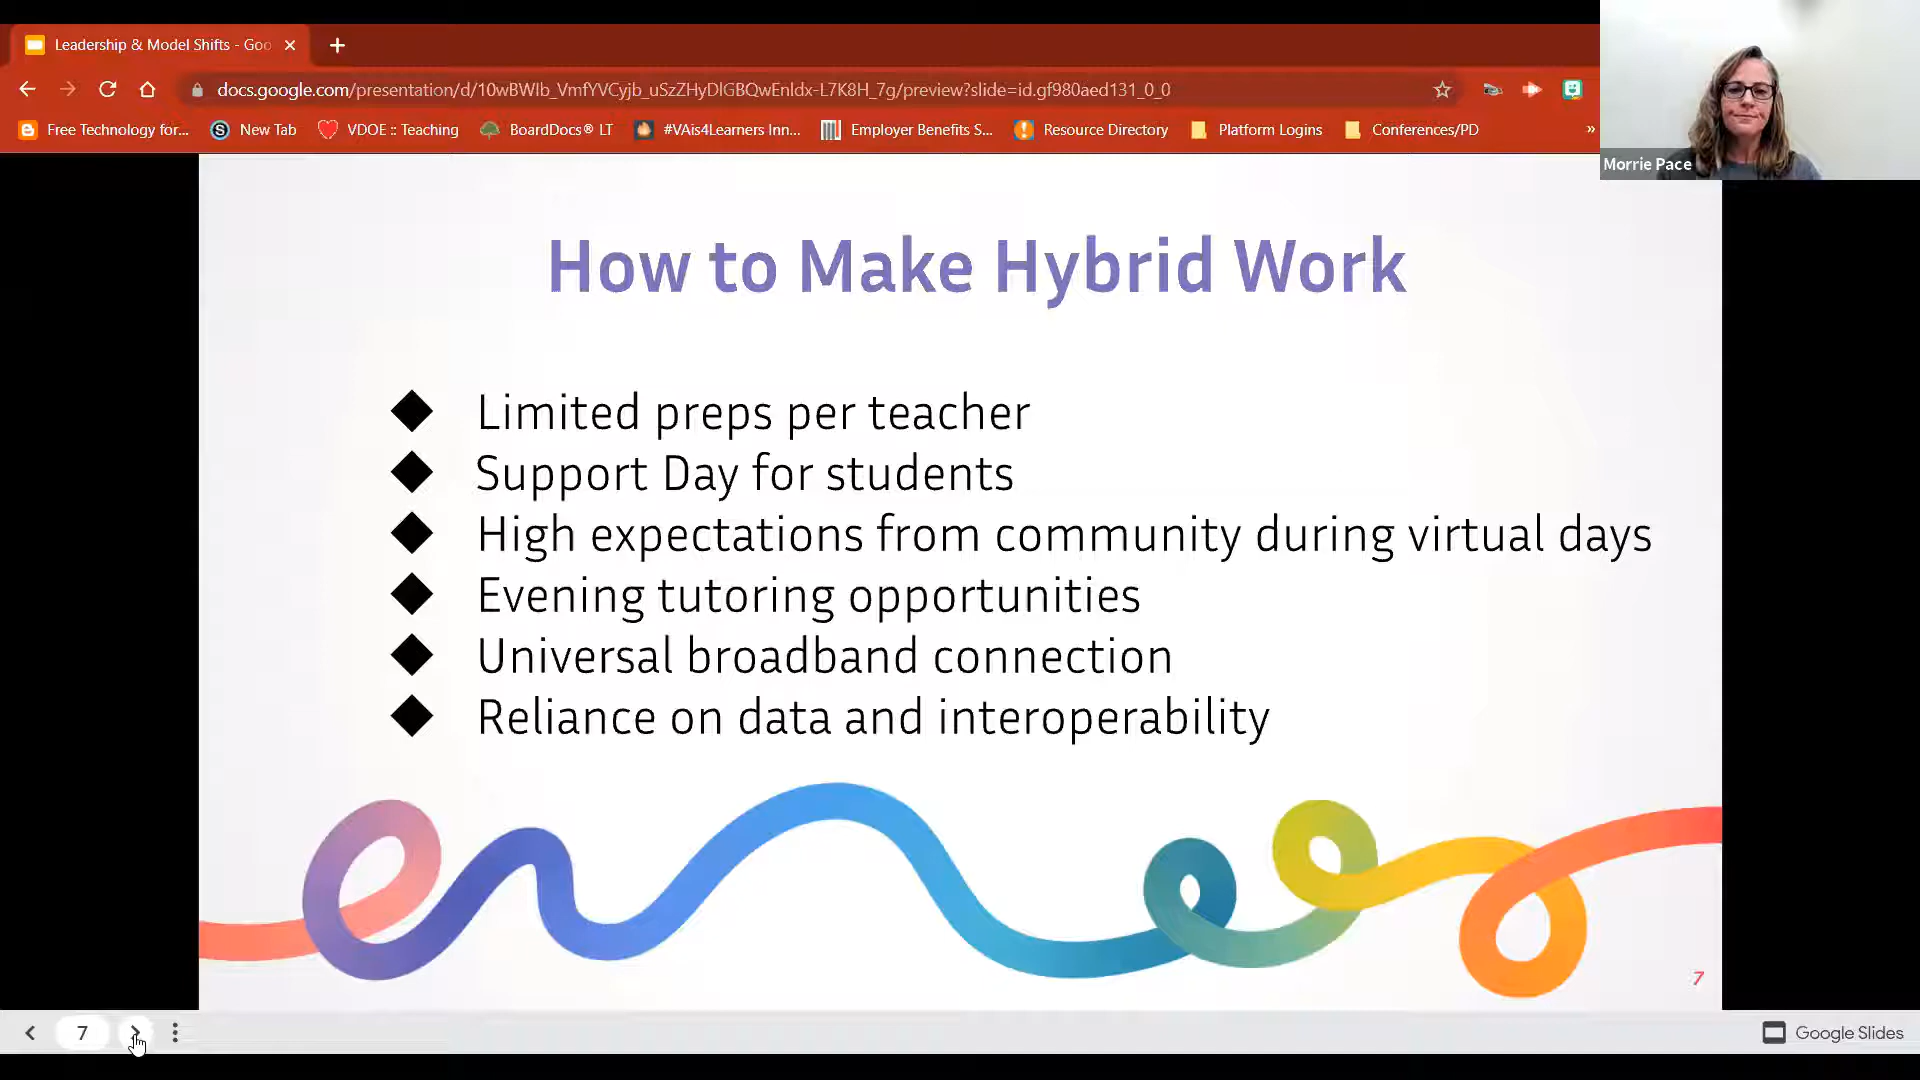 Leadership & Model Shifts - Goo
docs.google.com/presentation/d/10wBWIb_VmfYVCyjb_uSzZHyDlGBQwEnIdx-L7K8H_7g/preview?slide=id.gf980aed131_0_0
Free Technology for... New Tab VDOE :: Teaching BoardDocs® LT #VAis4Learners Inn... Employer Benefits S... Resource Directory Platform Logins Conferences/PD »
Morrie Pace
How to Make Hybrid Work
◆ Limited preps per teacher
◆ Support Day for students
◆ High expectations from community during virtual days
◆ Evening tutoring opportunities
◆ Universal broadband connection
◆ Reliance on data and interoperability
7
7
Google Slides